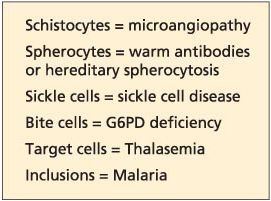 Schistocytes = microangiopathy
Spherocytes = warm antibodies
or hereditary spherocytosis
Sickle cells = sickle cell disease
Bite cells = G6PD deficiency
Target cells = Thalasemia
Inclusions = Malaria